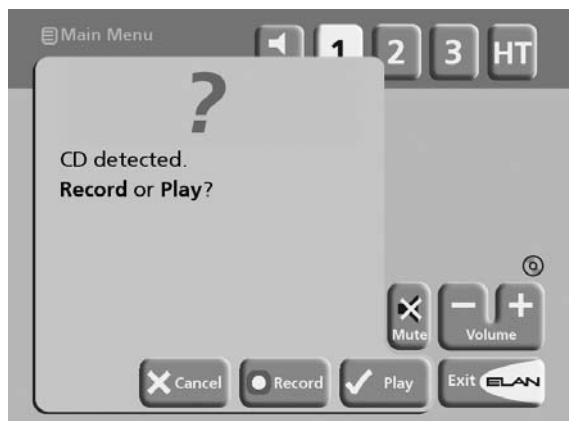 Main Menu
1 2 3 HT
?
CD detected.
Record or Play?
Mute
Volume
Cancel Record Play Exit ELAN